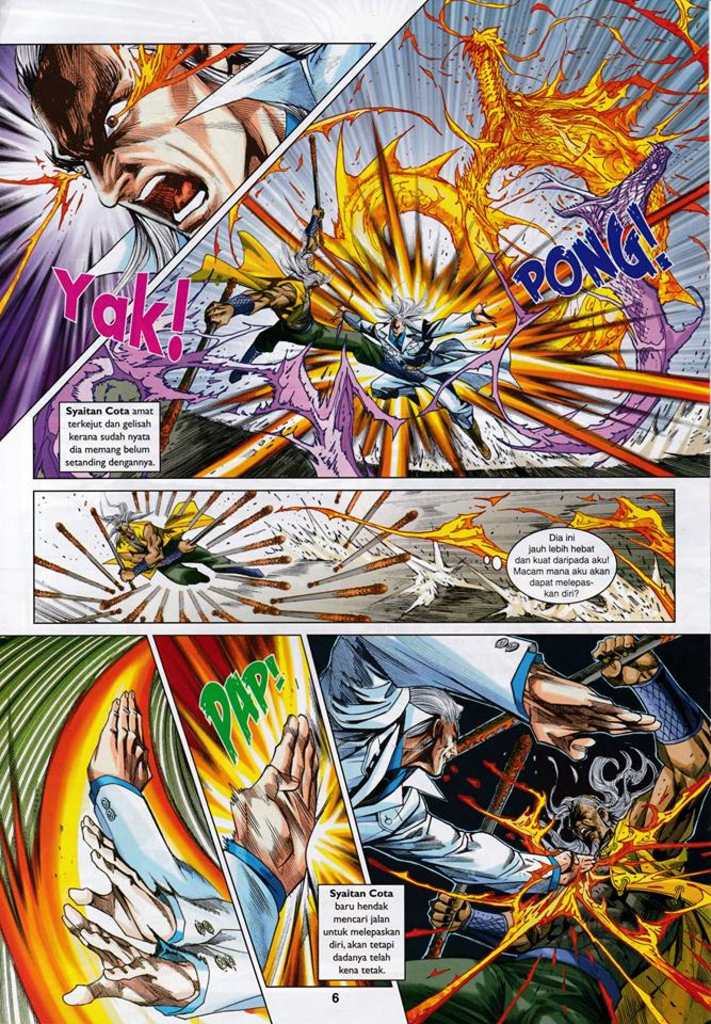 Yak!
PONG!
Syaitan Cota amat
terkejut dan gelisah
kerana sudah nyata
dia memang belum
setanding dengannya.
Dia ini
jauh lebih hebat
dan kuat daripada aku!
Macam mana aku akan
dapat melepas-
kan diri?
PAP!
Syaitan Cota
baru hendak
mencari jalan
untuk melepaskan
diri, akan tetapi
dadanya telah
kena tetak.
6